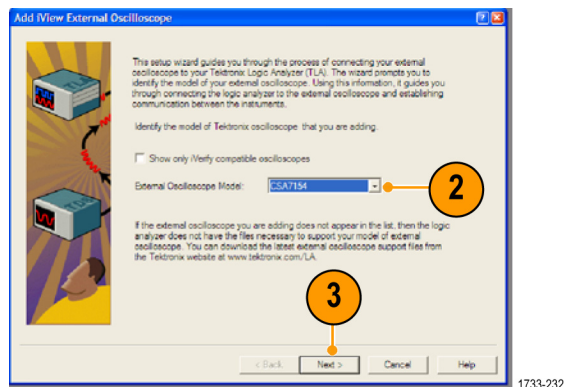 Add iView External Oscilloscope
This setup wizard guides you through the process of connecting your external
oscilloscope to your Tektronix Logic Analyzer (TLA). The wizard prompts you to
identify the model of your external oscilloscope. Using this information, it guides you
through connecting the logic analyzer to the external oscilloscope and establishing
communication between the instruments.
Identify the model of Tektronix oscilloscope that you are adding.
Show only iVerify compatible oscilloscopes
External Oscilloscope Model: CSA7154
2
If the external oscilloscope you are adding does not appear in the list, then the logic
analyzer does not have the files necessary to support your model of external
oscilloscope. You can download the latest external oscilloscope support files from
the Tektronix website at www.tektronix.com/LA.
3
< Back Next > Cancel Help
1733-232